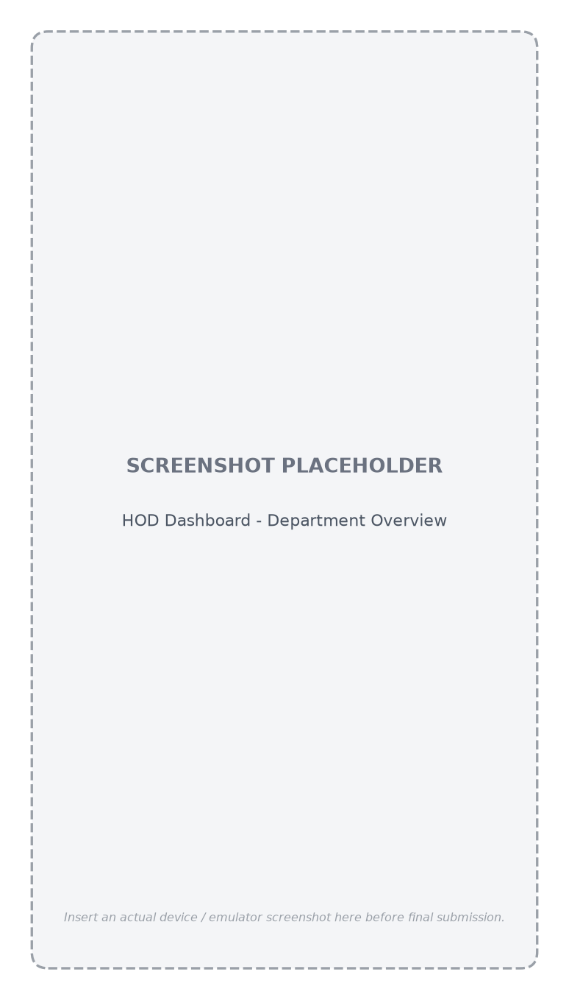 SCREENSHOT PLACEHOLDER
HOD Dashboard - Department Overview
Insert an actual device / emulator screenshot here before final submission.